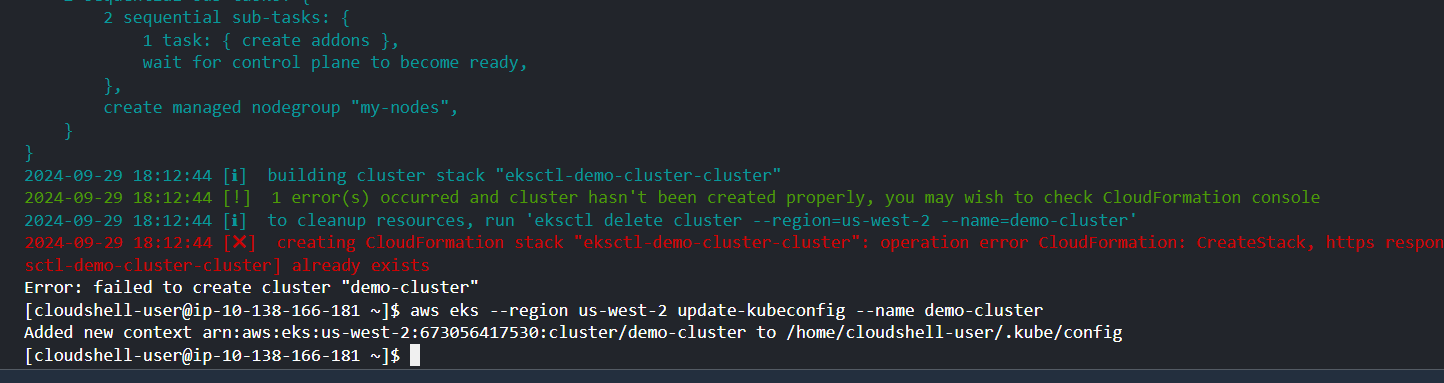 2 sequential sub-tasks: {
1 task: { create addons },
wait for control plane to become ready,
},
create managed nodegroup "my-nodes",
}
}
2024-09-29 18:12:44 [ℹ]  building cluster stack "eksctl-demo-cluster-cluster"
2024-09-29 18:12:44 [!]  1 error(s) occurred and cluster hasn't been created properly, you may wish to check CloudFormation console
2024-09-29 18:12:44 [ℹ]  to cleanup resources, run 'eksctl delete cluster --region=us-west-2 --name=demo-cluster'
2024-09-29 18:12:44 [✖]  creating CloudFormation stack "eksctl-demo-cluster-cluster": operation error CloudFormation: CreateStack, https respon
sctl-demo-cluster-cluster] already exists
Error: failed to create cluster "demo-cluster"
[cloudshell-user@ip-10-138-166-181 ~]$ aws eks --region us-west-2 update-kubeconfig --name demo-cluster
Added new context arn:aws:eks:us-west-2:673056417530:cluster/demo-cluster to /home/cloudshell-user/.kube/config
[cloudshell-user@ip-10-138-166-181 ~]$